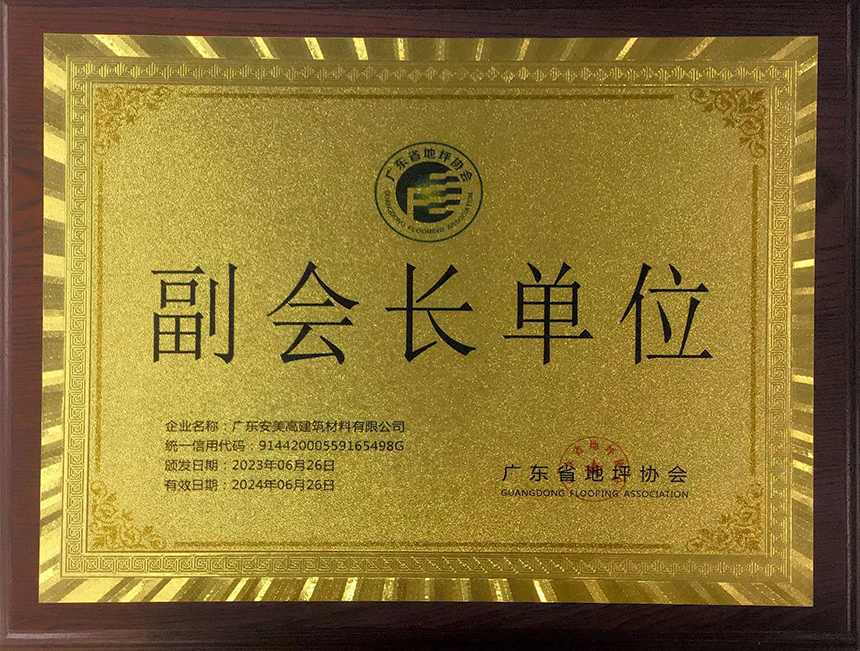 广东省地坪协会
GUANGDONG FLOORING ASSOCIATION
副会长单位
企业名称：广东安美高建筑材料有限公司
统一信用代码：91442000559165498G
颁发日期：2023年06月26日
有效日期：2024年06月26日
广东省地坪协会
GUANGDONG FLOOPING ASSOCIATION